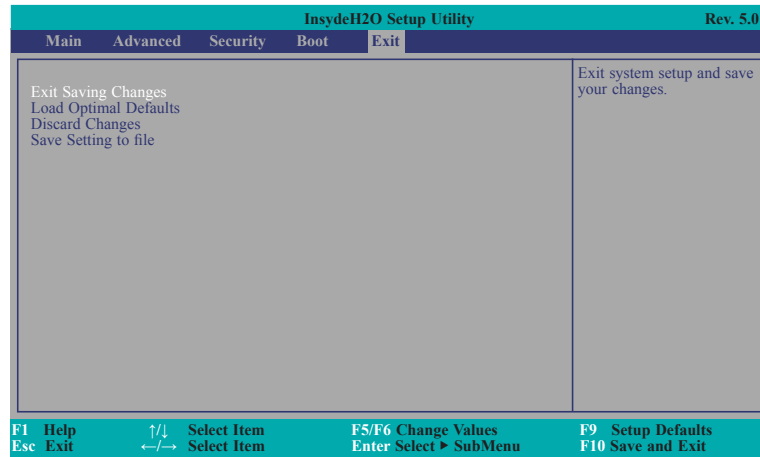 InsydeH2O Setup Utility Rev. 5.0
Main Advanced Security Boot Exit
Exit Saving Changes
Load Optimal Defaults
Discard Changes
Save Setting to file
Exit system setup and save
your changes.
F1 Help ↑/↓ Select Item F5/F6 Change Values F9 Setup Defaults
Esc Exit ←/→ Select Item Enter Select ▶ SubMenu F10 Save and Exit